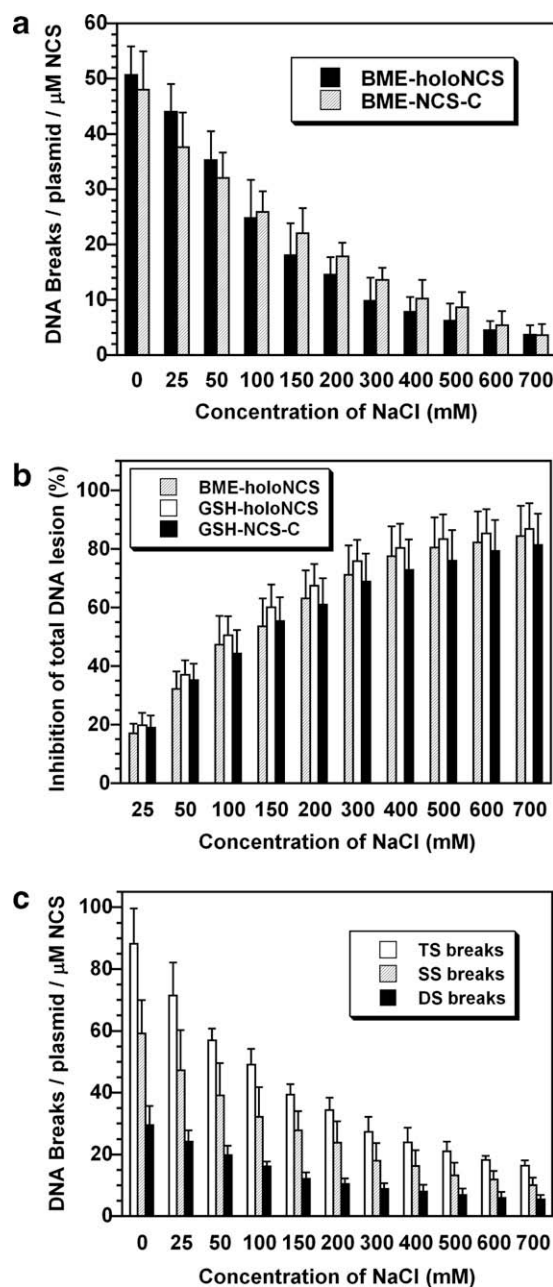 a
DNA Breaks / plasmid / μM NCS
60
50
40
30
20
10
0
BME-holoNCS
BME-NCS-C
0 25 50 100 150 200 300 400 500 600 700
Concentration of NaCl (mM)
b
Inhibition of total DNA lesion (%)
100
80
60
40
20
0
BME-holoNCS
GSH-holoNCS
GSH-NCS-C
25 50 100 150 200 300 400 500 600 700
Concentration of NaCl (mM)
c
DNA Breaks / plasmid / μM NCS
100
80
60
40
20
0
TS breaks
SS breaks
DS breaks
0 25 50 100 150 200 300 400 500 600 700
Concentration of NaCl (mM)